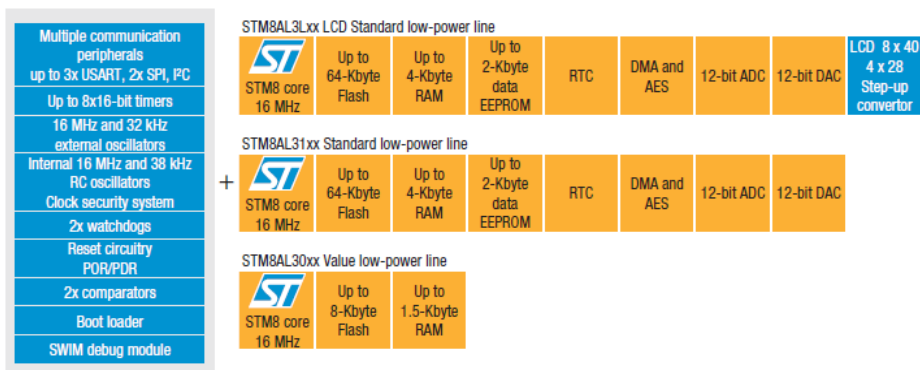 Multiple communication
peripherals
up to 3x USART, 2x SPI, I²C
Up to 8x16-bit timers
16 MHz and 32 kHz
external oscillators
Internal 16 MHz and 38 kHz
RC oscillators
Clock security system
2x watchdogs
Reset circuitry
POR/PDR
2x comparators
Boot loader
SWIM debug module
+
STM8AL3Lxx LCD Standard low-power line
ST
STM8 core
16 MHz
Up to
64-Kbyte
Flash
Up to
4-Kbyte
RAM
Up to
2-Kbyte
data
EEPROM
RTC
DMA and
AES
12-bit ADC
12-bit DAC
LCD 8 x 40
4 x 28
Step-up
convertor
STM8AL31xx Standard low-power line
ST
STM8 core
16 MHz
Up to
64-Kbyte
Flash
Up to
4-Kbyte
RAM
Up to
2-Kbyte
data
EEPROM
RTC
DMA and
AES
12-bit ADC
12-bit DAC
STM8AL30xx Value low-power line
ST
STM8 core
16 MHz
Up to
8-Kbyte
Flash
Up to
1.5-Kbyte
RAM